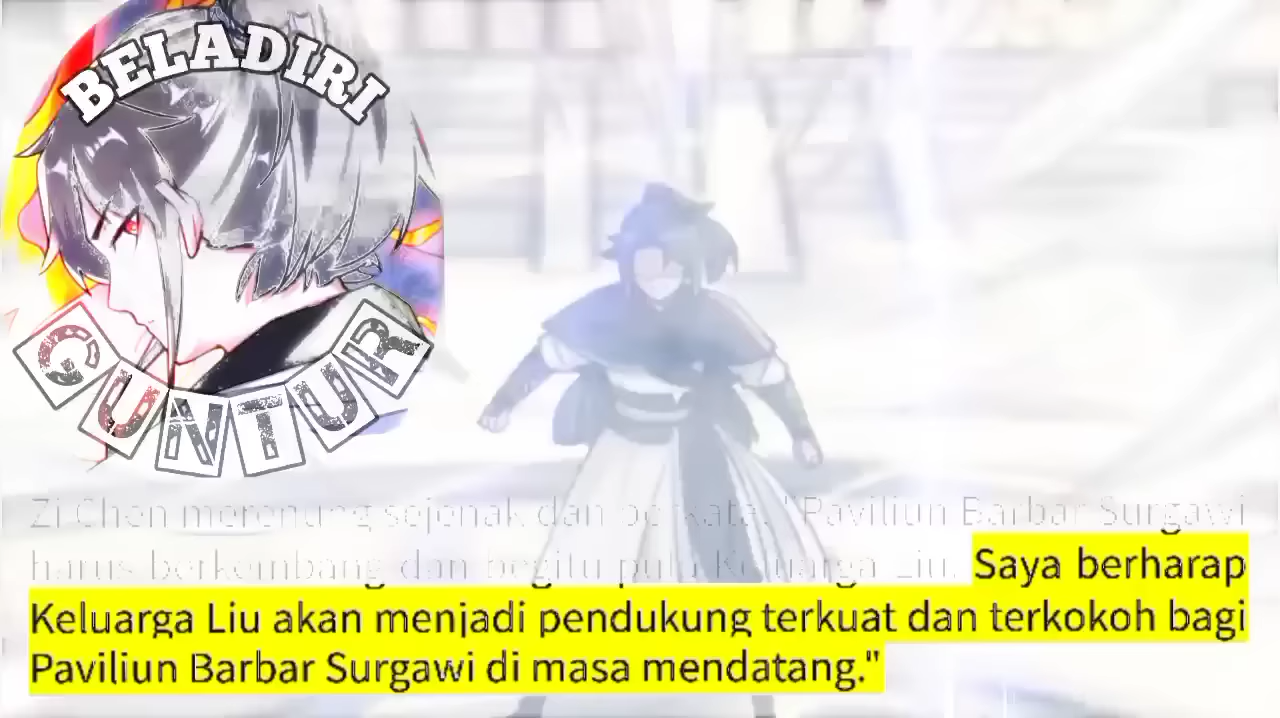 BELADIRI
GUNTUR
Zi Chen merenung sejenak dan berkata, "Paviliun Barbar Surgawi
harus berkembang dan begitu pula Keluarga Liu. Saya berharap
Keluarga Liu akan menjadi pendukung terkuat dan terkokoh bagi
Paviliun Barbar Surgawi di masa mendatang."